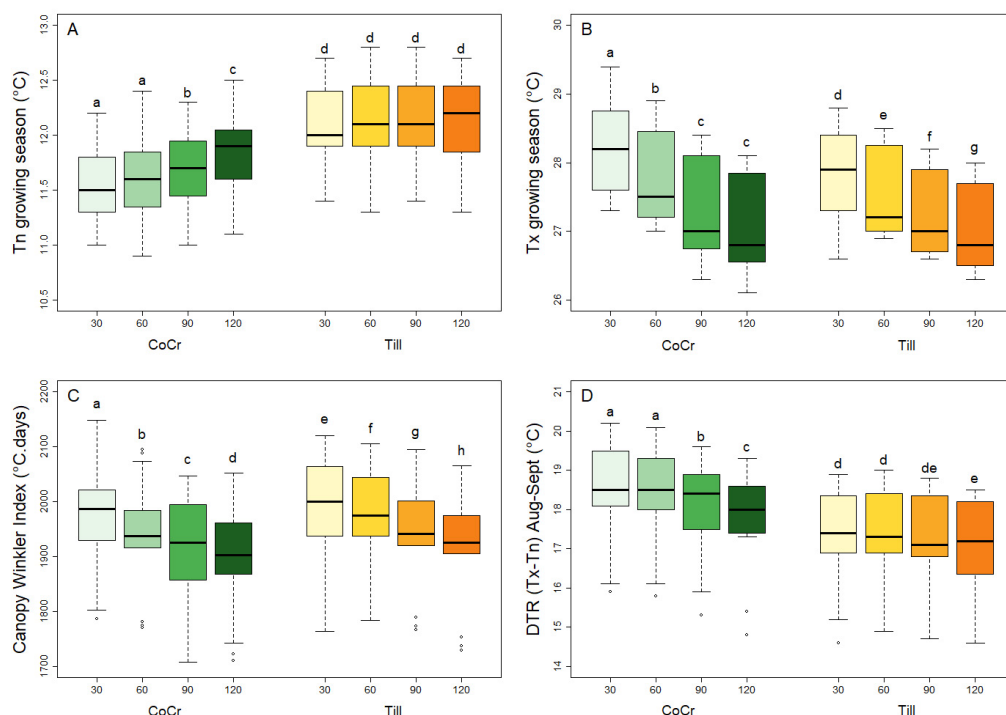 A
Tn growing season (°C)
13.0
12.5
12.0
11.5
11.0
10.5
a
a
b
c
d
d
d
d
30
60
90
120
30
60
90
120
CoCr
Till
B
Tx growing season (°C)
30
29
28
27
26
a
b
c
c
d
e
f
g
30
60
90
120
30
60
90
120
CoCr
Till
C
Canopy Winkler Index (°C.days)
2200
2100
2000
1900
1800
1700
a
b
c
d
e
f
g
h
30
60
90
120
30
60
90
120
CoCr
Till
D
DTR (Tx-Tn) Aug-Sept (°C)
21
20
19
18
17
16
15
14
a
a
b
c
d
d
de
e
30
60
90
120
30
60
90
120
CoCr
Till